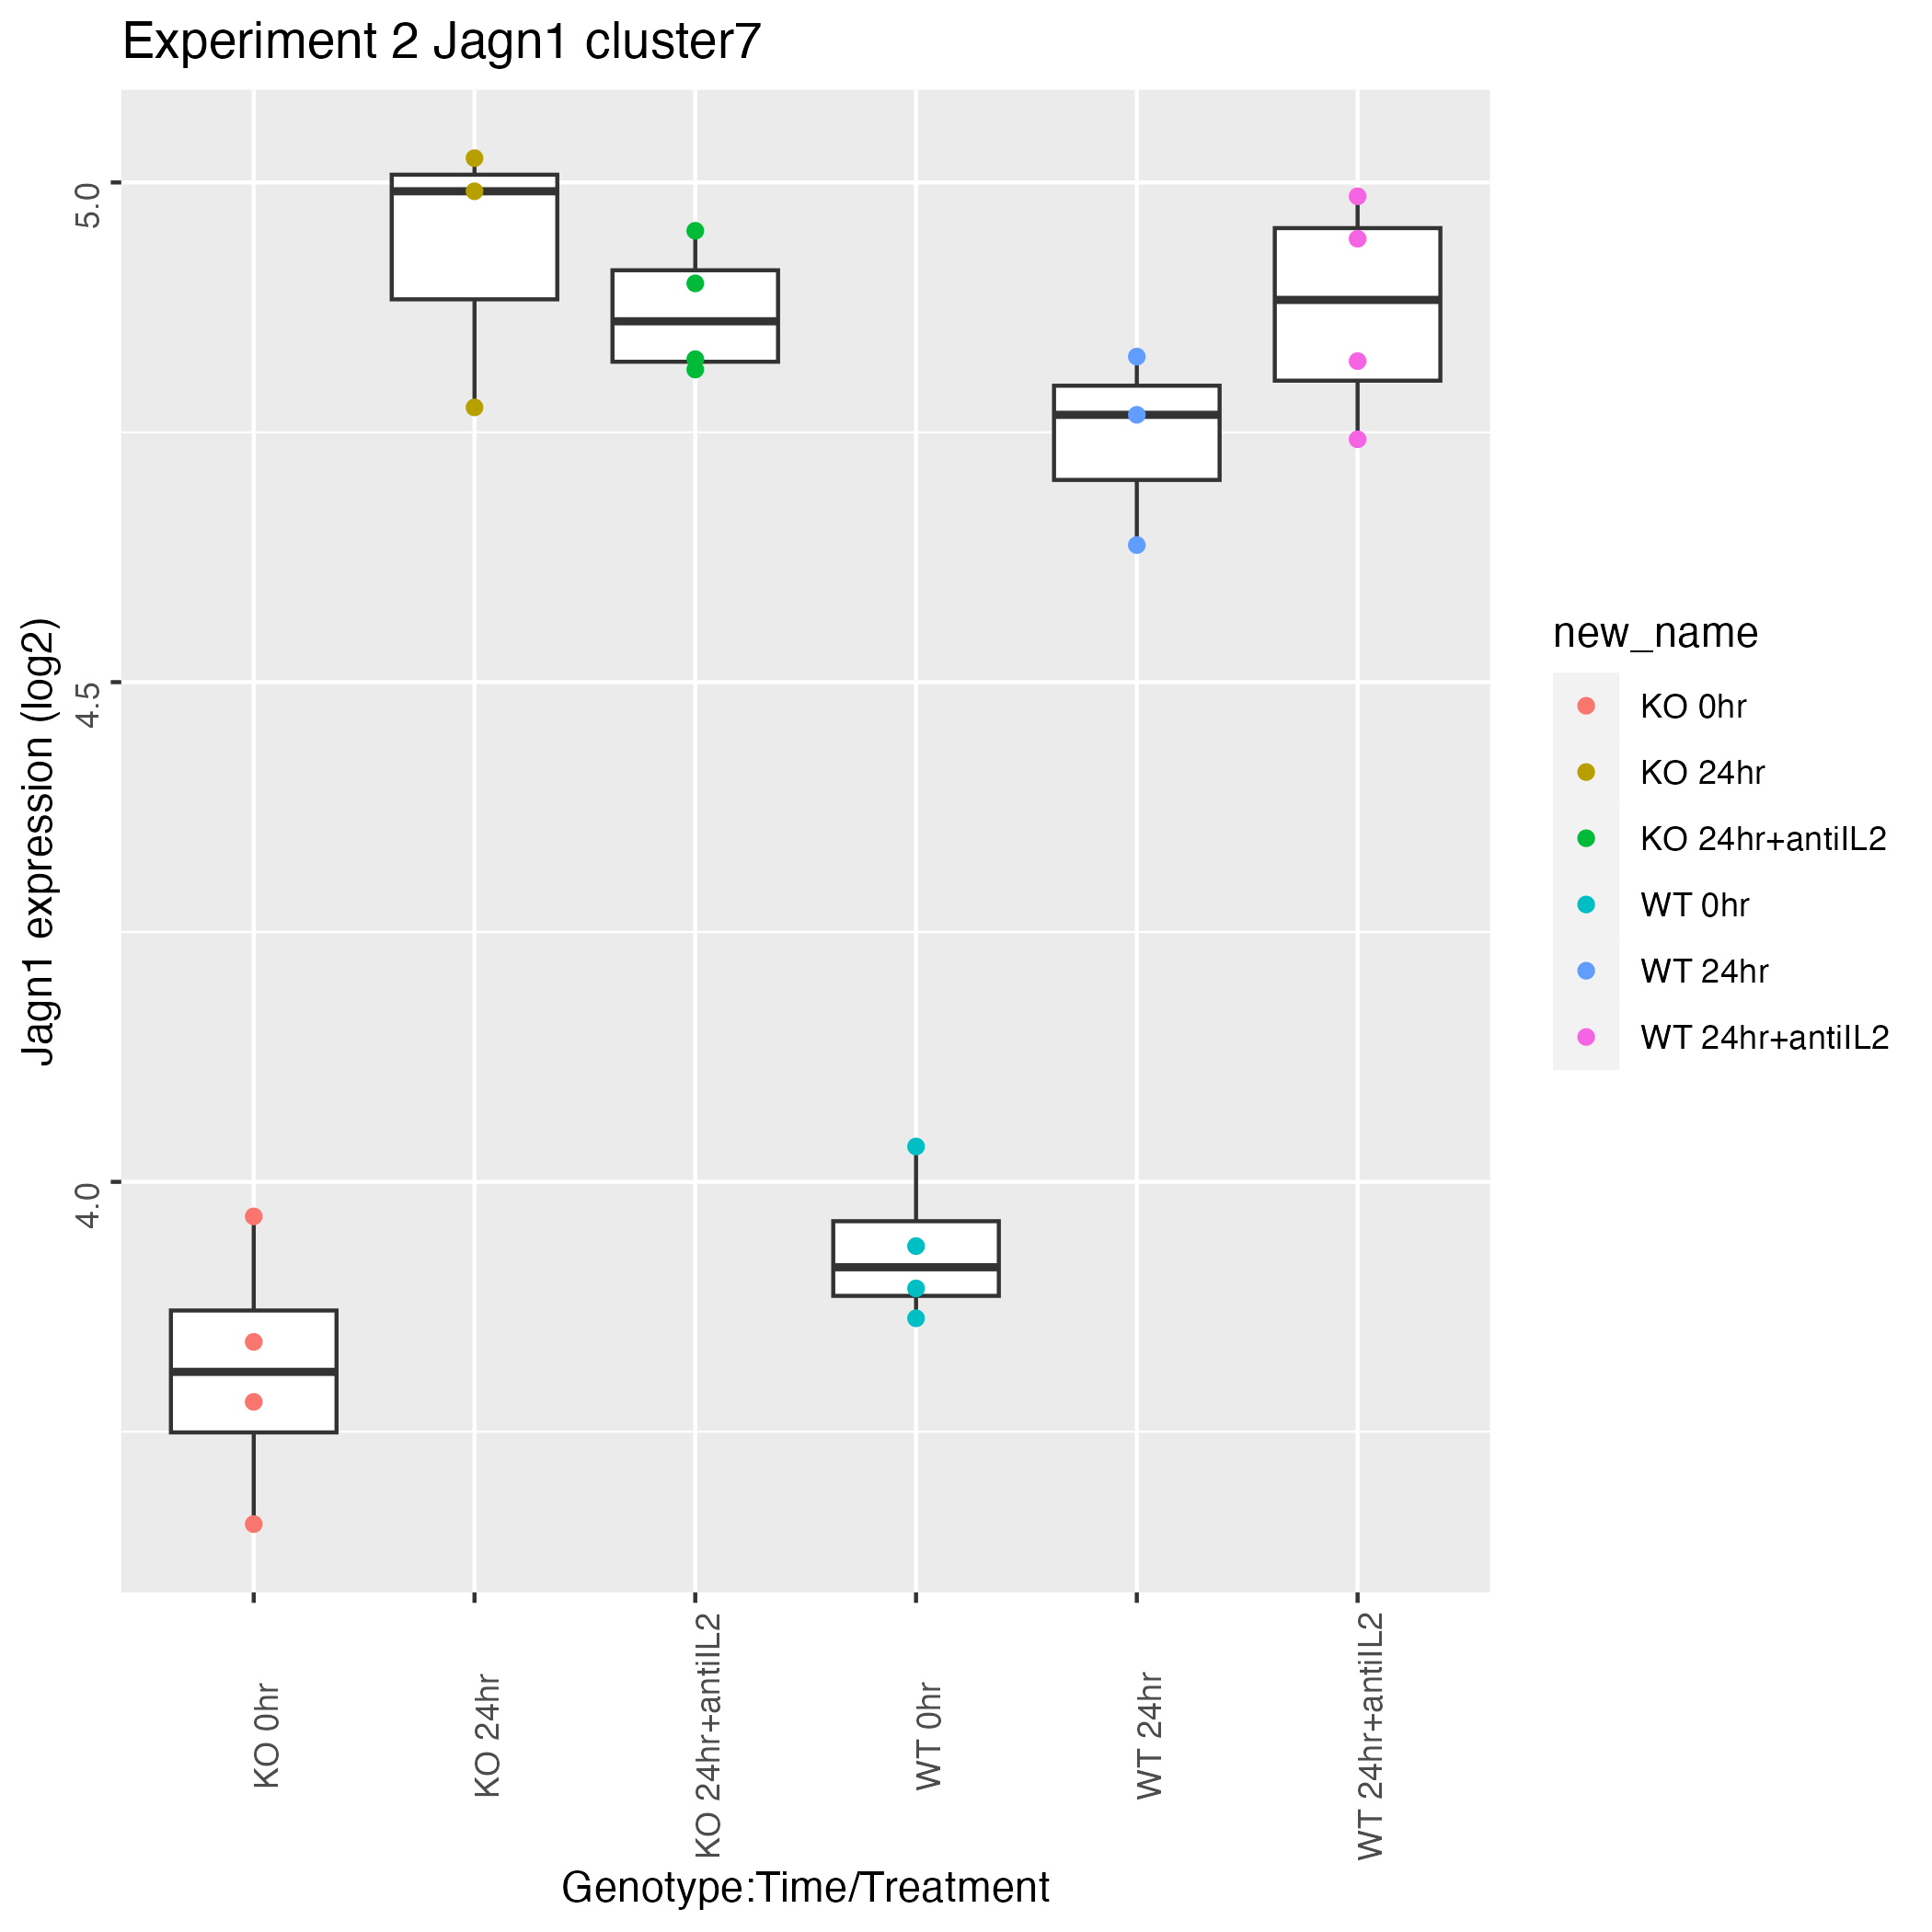 Experiment 2 Jagn1 cluster7
Jagn1 expression (log2)
5.0
4.5
4.0
KO 0hr
KO 24hr
KO 24hr+antiIL2
WT 0hr
WT 24hr
WT 24hr+antiIL2
Genotype:Time/Treatment
new_name
KO 0hr
KO 24hr
KO 24hr+antiIL2
WT 0hr
WT 24hr
WT 24hr+antiIL2